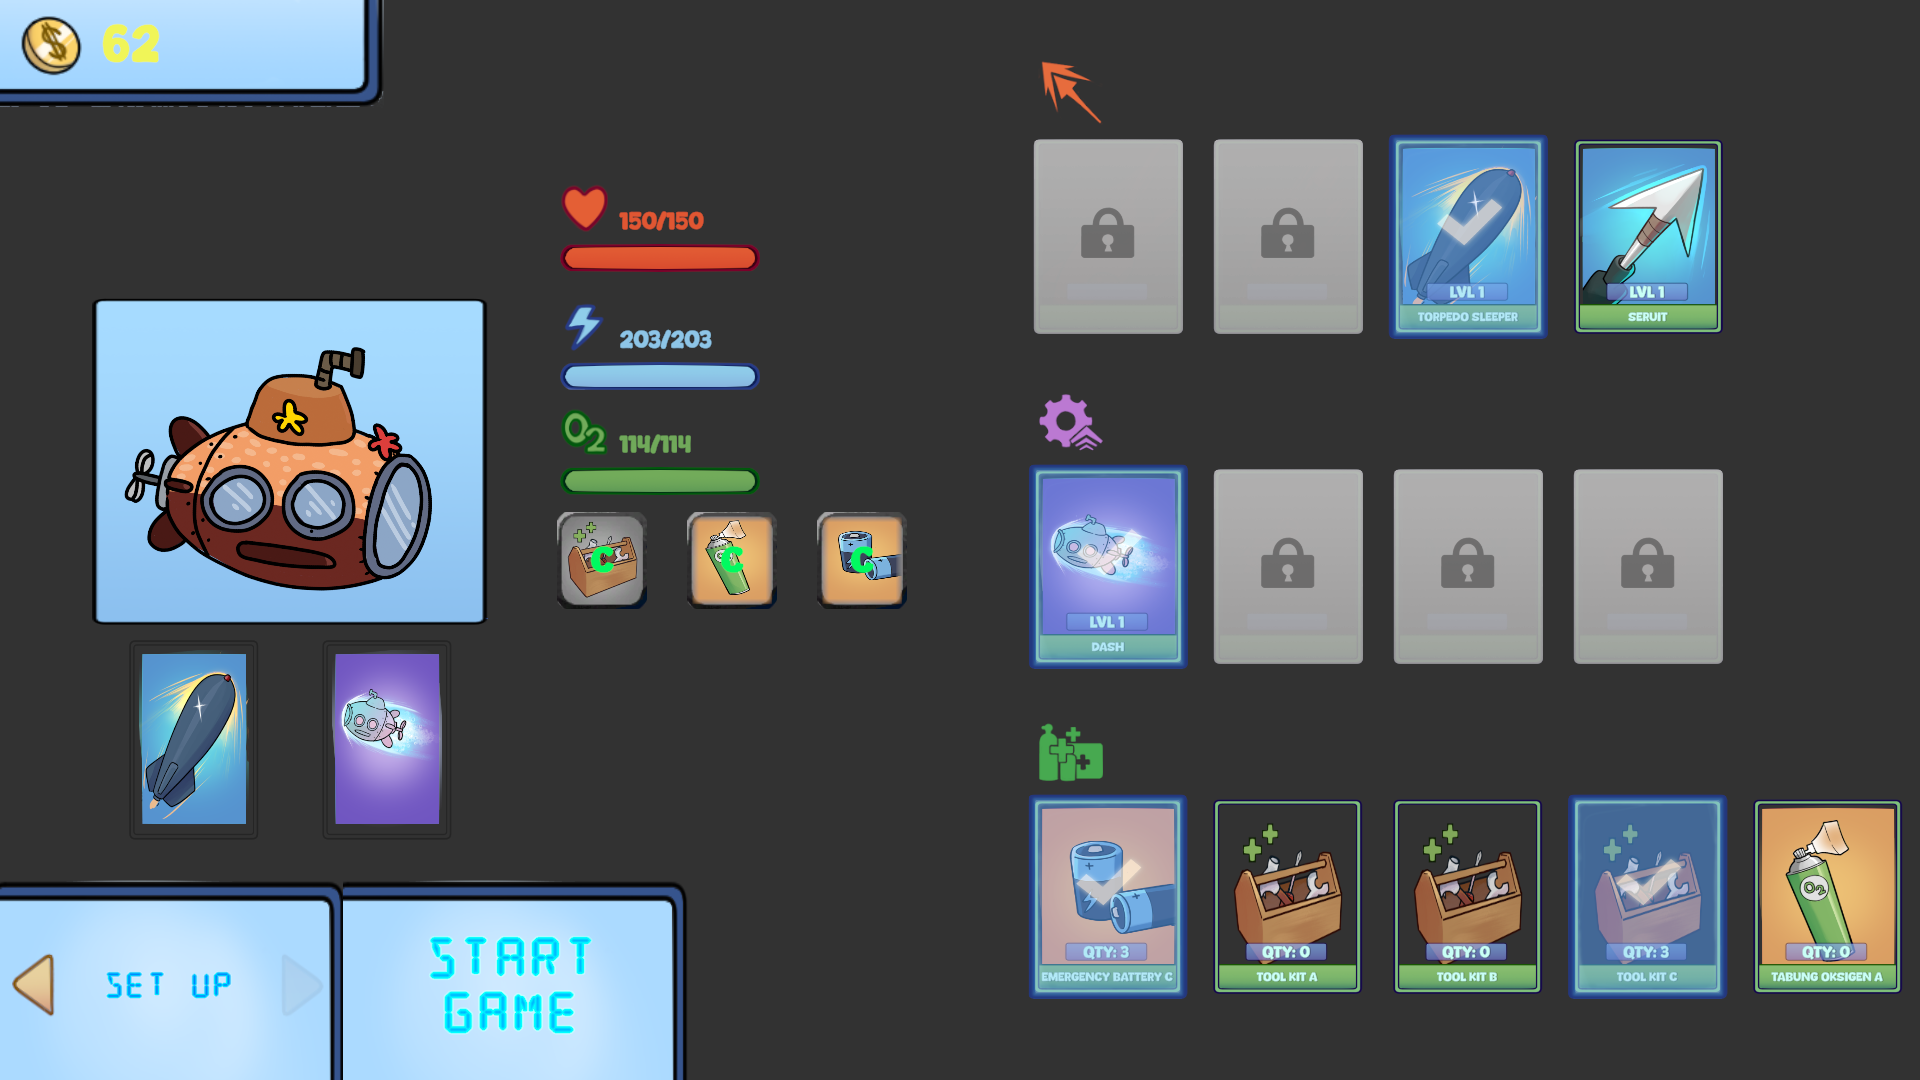 62
150/150
203/203
O2
114/114
C
C
C
LVL 1
TORPEDO SLEEPER
LVL 1
SERUIT
LVL 1
DASH
QTY: 3
EMERGENCY BATTERY C
QTY: 0
TOOL KIT A
QTY: 0
TOOL KIT B
QTY: 3
TOOL KIT C
O2
QTY: 0
TABUNG OKSIGEN A
SET UP
START
GAME